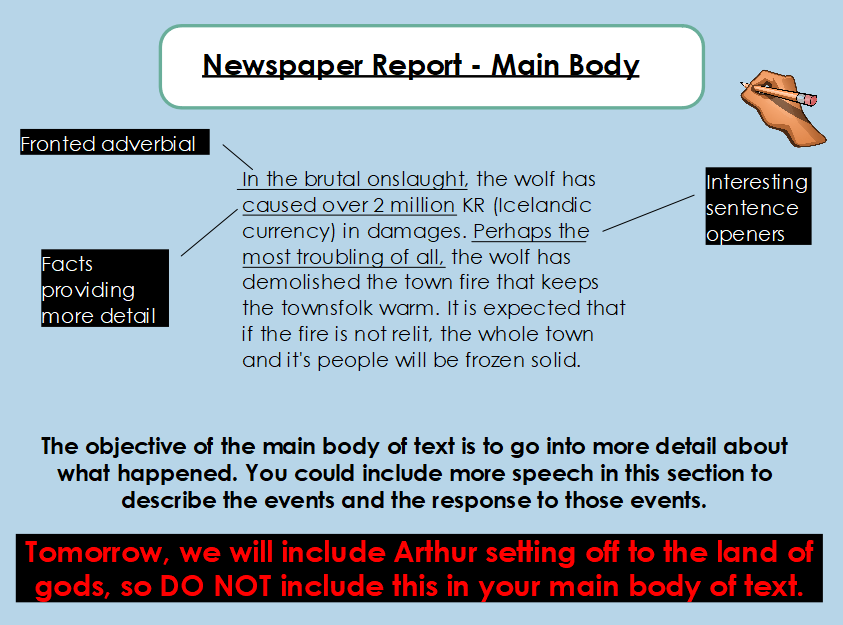 Newspaper Report - Main Body
Fronted adverbial
In the brutal onslaught, the wolf has
caused over 2 million KR (Icelandic
currency) in damages. Perhaps the
most troubling of all, the wolf has
demolished the town fire that keeps
the townsfolk warm. It is expected that
if the fire is not relit, the whole town
and it's people will be frozen solid.
Interesting
sentence
openers
Facts
providing
more detail
The objective of the main body of text is to go into more detail about
what happened. You could include more speech in this section to
describe the events and the response to those events.
Tomorrow, we will include Arthur setting off to the land of
gods, so DO NOT include this in your main body of text.